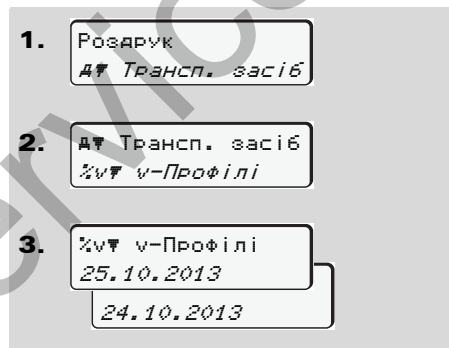 1. Роздрук
А▼ Трансп. засіб
2. А▼ Трансп. засіб
%v▼ v-Профілі
3. %v▼ v-Профілі
25.10.2013
24.10.2013